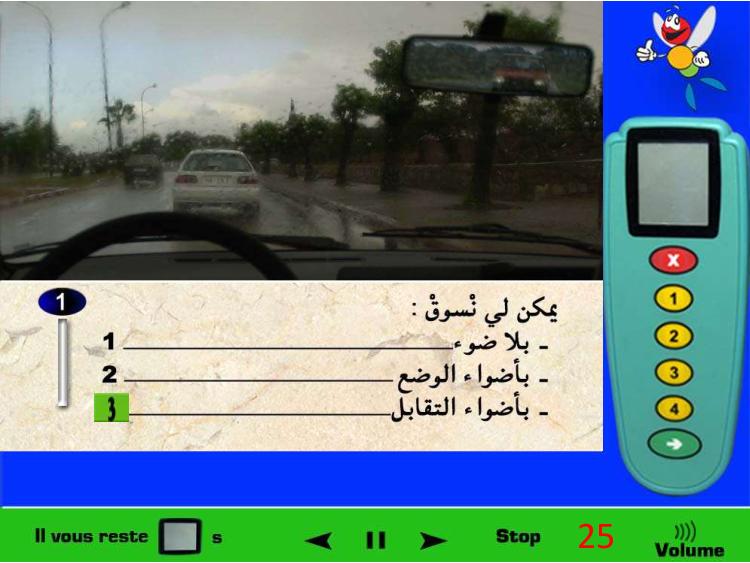 1
يمكن لي نْسوقْ :
- بلا ضوء 1
- بأضواء الوضع 2
- بأضواء التقابل 3
X
1
2
3
4
Il vous reste s
Stop
25
Volume